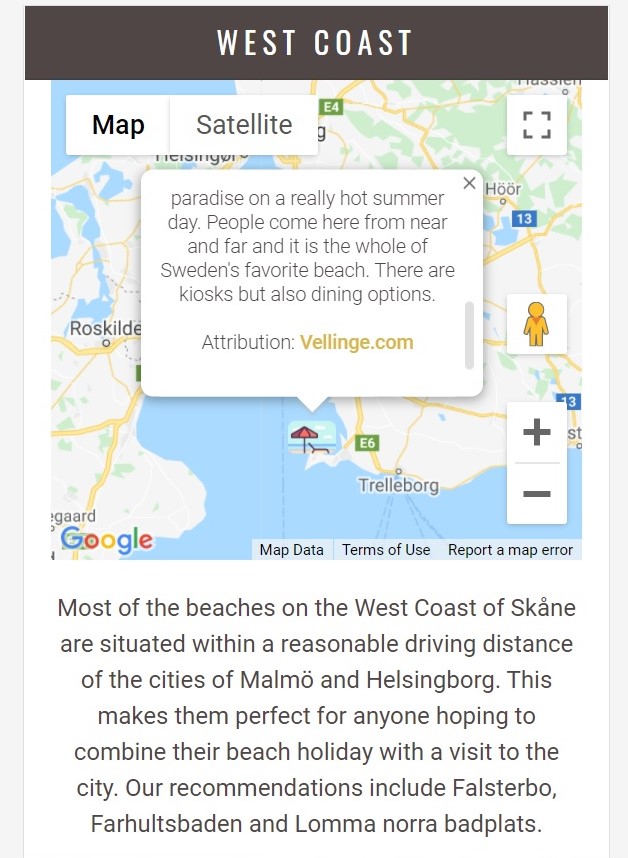 WEST COAST
Map
Satellite
E4
g
Helsingør
Höör
13
paradise on a really hot summer
day. People come here from near
and far and it is the whole of
Sweden's favorite beach. There are
kiosks but also dining options.
Attribution: Vellinge.com
Roskilde
13
st
E6
Trelleborg
egaard
Google
Map Data
Terms of Use
Report a map error
Most of the beaches on the West Coast of Skåne
are situated within a reasonable driving distance
of the cities of Malmö and Helsingborg. This
makes them perfect for anyone hoping to
combine their beach holiday with a visit to the
city. Our recommendations include Falsterbo,
Farhultsbaden and Lomma norra badplats.